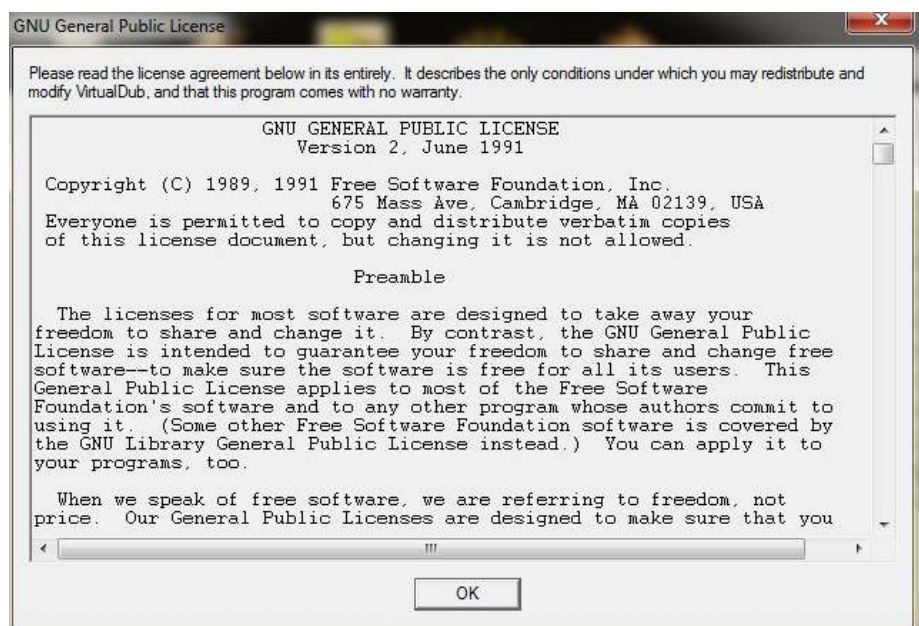 GNU General Public License
Please read the license agreement below in its entirely. It describes the only conditions under which you may redistribute and
modify VirtualDub, and that this program comes with no warranty.
GNU GENERAL PUBLIC LICENSE
Version 2, June 1991
Copyright (C) 1989, 1991 Free Software Foundation, Inc.
675 Mass Ave, Cambridge, MA 02139, USA
Everyone is permitted to copy and distribute verbatim copies
of this license document, but changing it is not allowed.
Preamble
The licenses for most software are designed to take away your
freedom to share and change it. By contrast, the GNU General Public
License is intended to guarantee your freedom to share and change free
software--to make sure the software is free for all its users. This
General Public License applies to most of the Free Software
Foundation's software and to any other program whose authors commit to
using it. (Some other Free Software Foundation software is covered by
the GNU Library General Public License instead.) You can apply it to
your programs, too.
When we speak of free software, we are referring to freedom, not
price. Our General Public Licenses are designed to make sure that you
OK